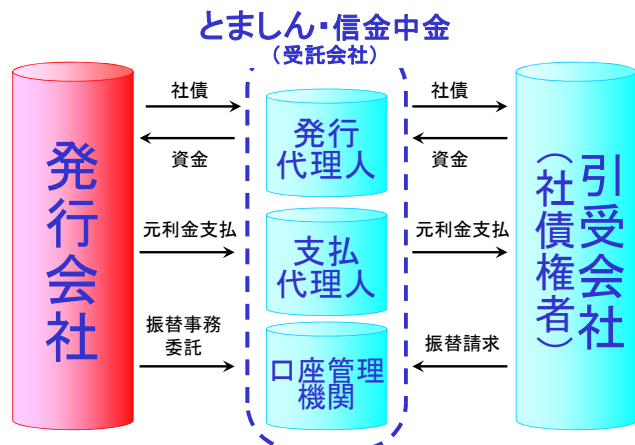 とましん・信金中金
（受託会社）
発行会社
社債
資金
元利金支払
振替事務
委託
発行
代理人
支払
代理人
口座管理
機関
社債
資金
元利金支払
振替請求
引受会社
（社債権者）